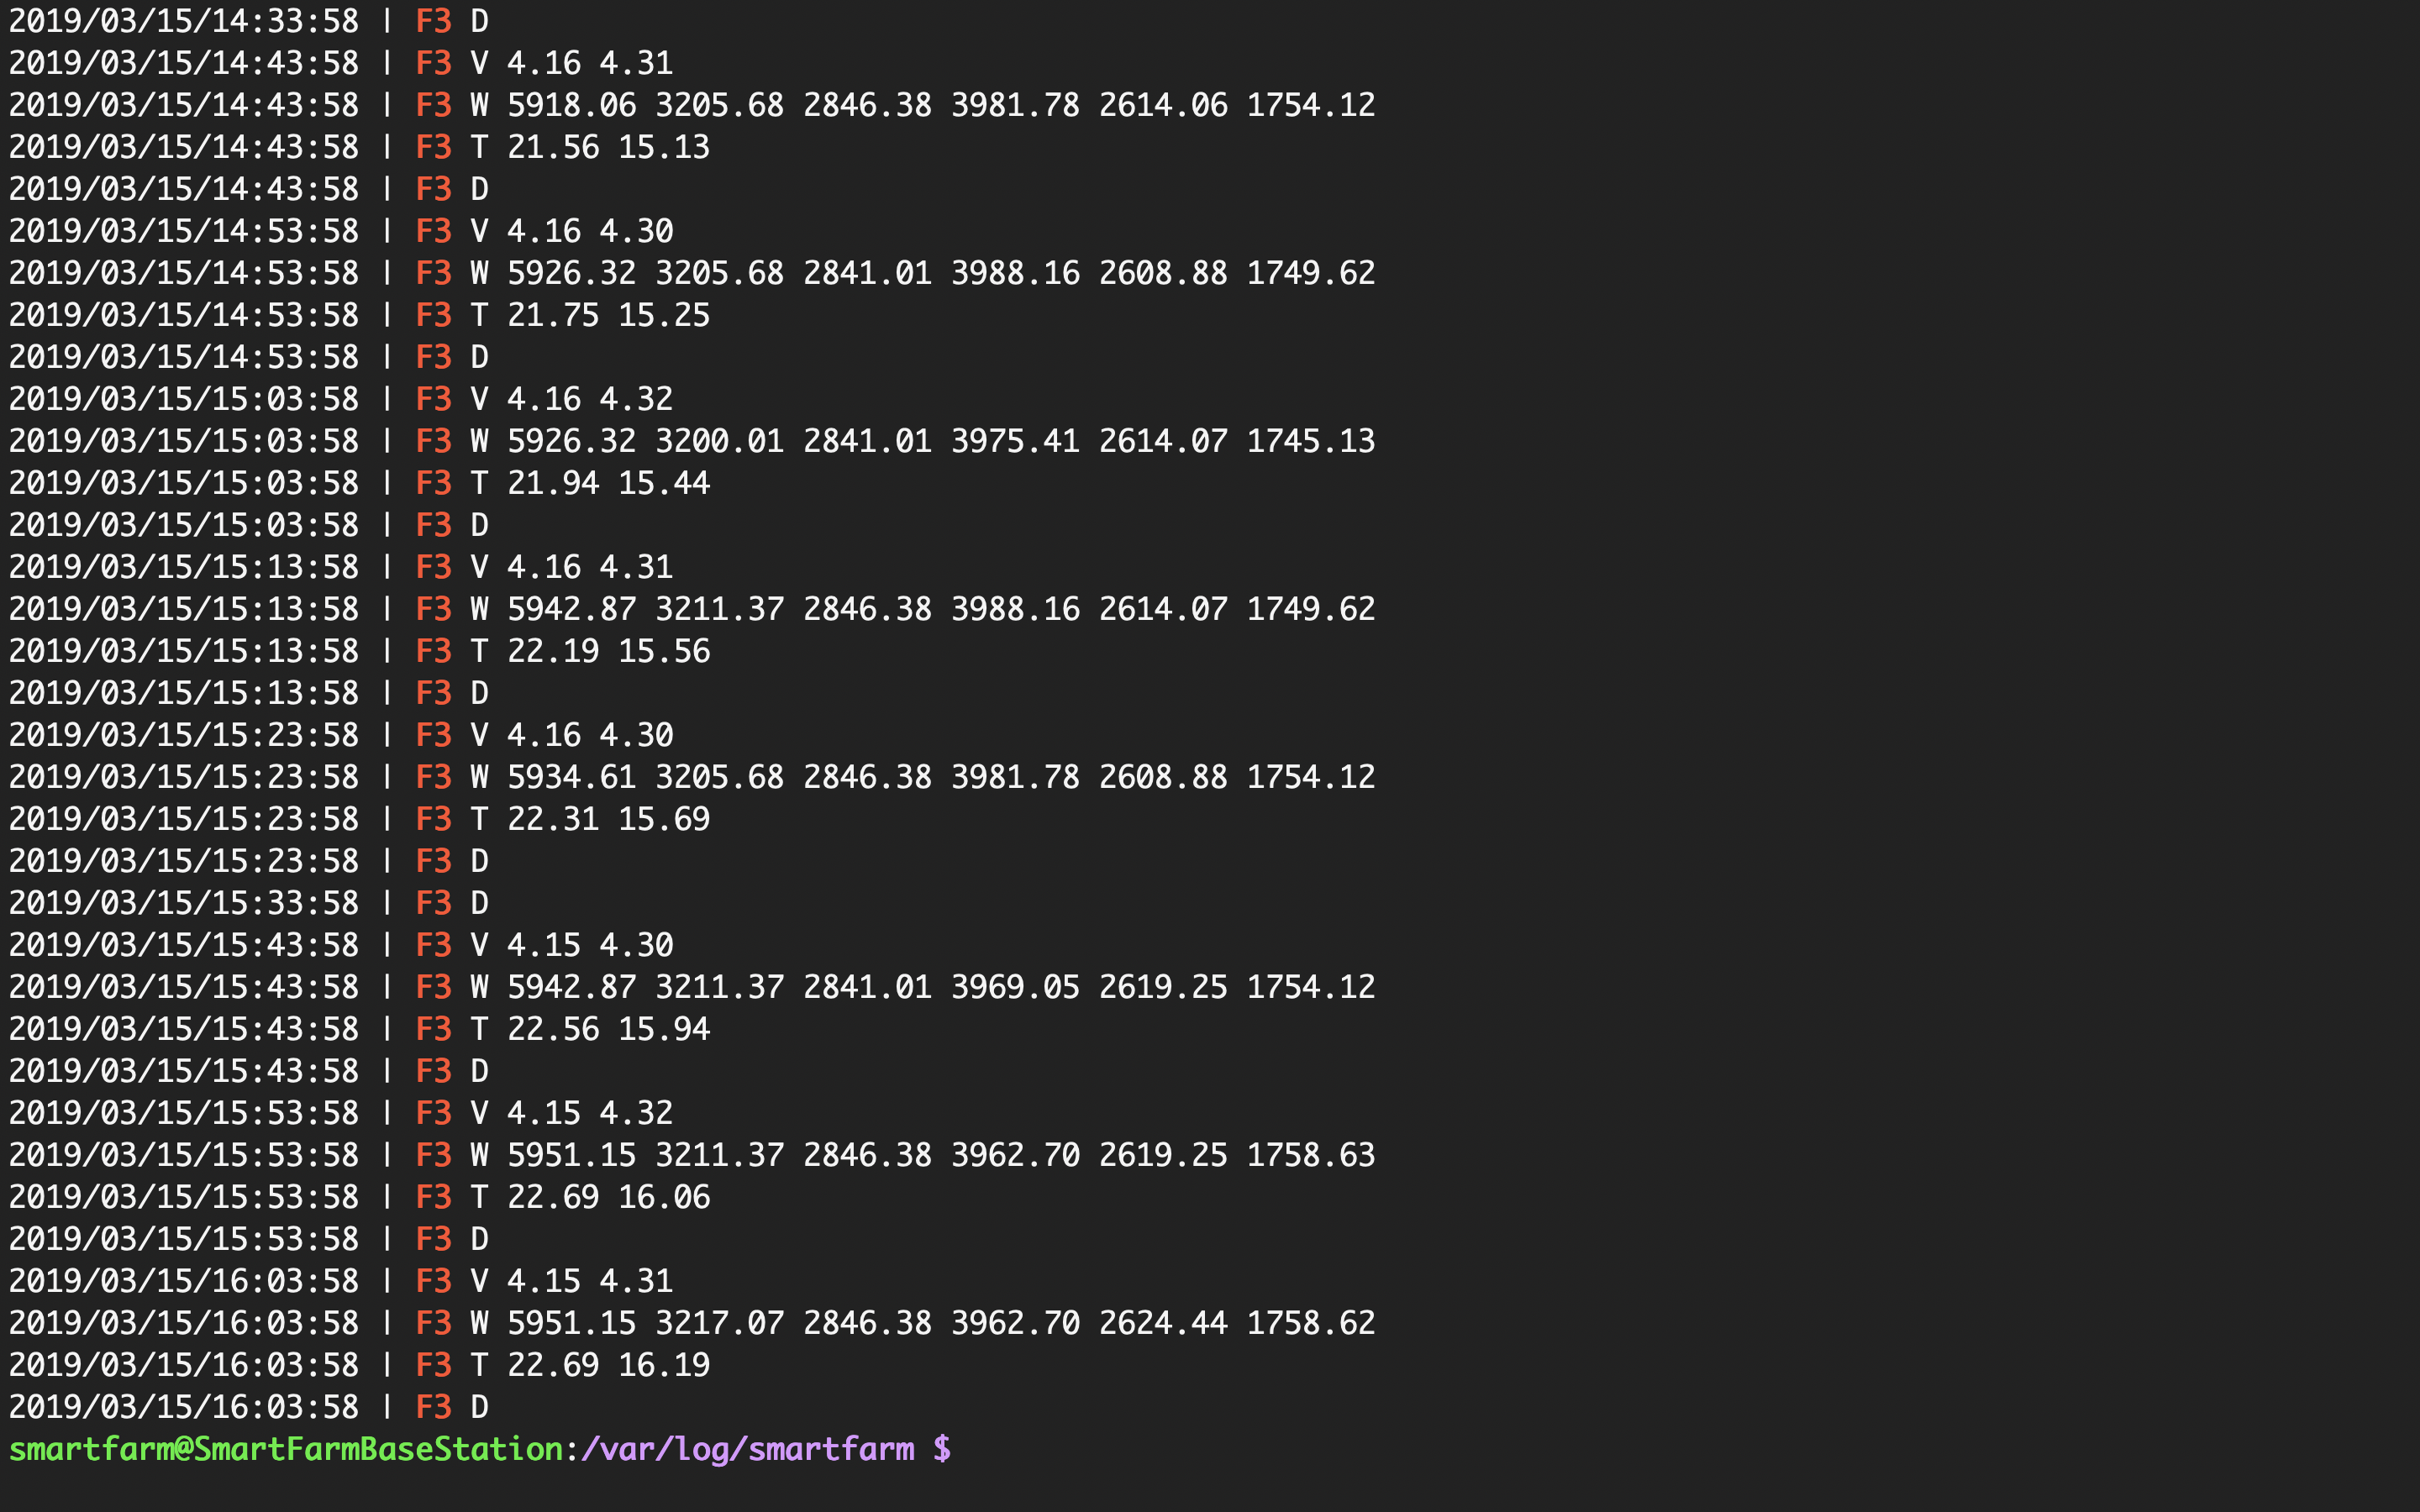 2019/03/15/14:33:58 | F3 D
2019/03/15/14:43:58 | F3 V 4.16 4.31
2019/03/15/14:43:58 | F3 W 5918.06 3205.68 2846.38 3981.78 2614.06 1754.12
2019/03/15/14:43:58 | F3 T 21.56 15.13
2019/03/15/14:43:58 | F3 D
2019/03/15/14:53:58 | F3 V 4.16 4.30
2019/03/15/14:53:58 | F3 W 5926.32 3205.68 2841.01 3988.16 2608.88 1749.62
2019/03/15/14:53:58 | F3 T 21.75 15.25
2019/03/15/14:53:58 | F3 D
2019/03/15/15:03:58 | F3 V 4.16 4.32
2019/03/15/15:03:58 | F3 W 5926.32 3200.01 2841.01 3975.41 2614.07 1745.13
2019/03/15/15:03:58 | F3 T 21.94 15.44
2019/03/15/15:03:58 | F3 D
2019/03/15/15:13:58 | F3 V 4.16 4.31
2019/03/15/15:13:58 | F3 W 5942.87 3211.37 2846.38 3988.16 2614.07 1749.62
2019/03/15/15:13:58 | F3 T 22.19 15.56
2019/03/15/15:13:58 | F3 D
2019/03/15/15:23:58 | F3 V 4.16 4.30
2019/03/15/15:23:58 | F3 W 5934.61 3205.68 2846.38 3981.78 2608.88 1754.12
2019/03/15/15:23:58 | F3 T 22.31 15.69
2019/03/15/15:23:58 | F3 D
2019/03/15/15:33:58 | F3 D
2019/03/15/15:43:58 | F3 V 4.15 4.30
2019/03/15/15:43:58 | F3 W 5942.87 3211.37 2841.01 3969.05 2619.25 1754.12
2019/03/15/15:43:58 | F3 T 22.56 15.94
2019/03/15/15:43:58 | F3 D
2019/03/15/15:53:58 | F3 V 4.15 4.32
2019/03/15/15:53:58 | F3 W 5951.15 3211.37 2846.38 3962.70 2619.25 1758.63
2019/03/15/15:53:58 | F3 T 22.69 16.06
2019/03/15/15:53:58 | F3 D
2019/03/15/16:03:58 | F3 V 4.15 4.31
2019/03/15/16:03:58 | F3 W 5951.15 3217.07 2846.38 3962.70 2624.44 1758.62
2019/03/15/16:03:58 | F3 T 22.69 16.19
2019/03/15/16:03:58 | F3 D
smartfarm@SmartFarmBaseStation:/var/log/smartfarm $